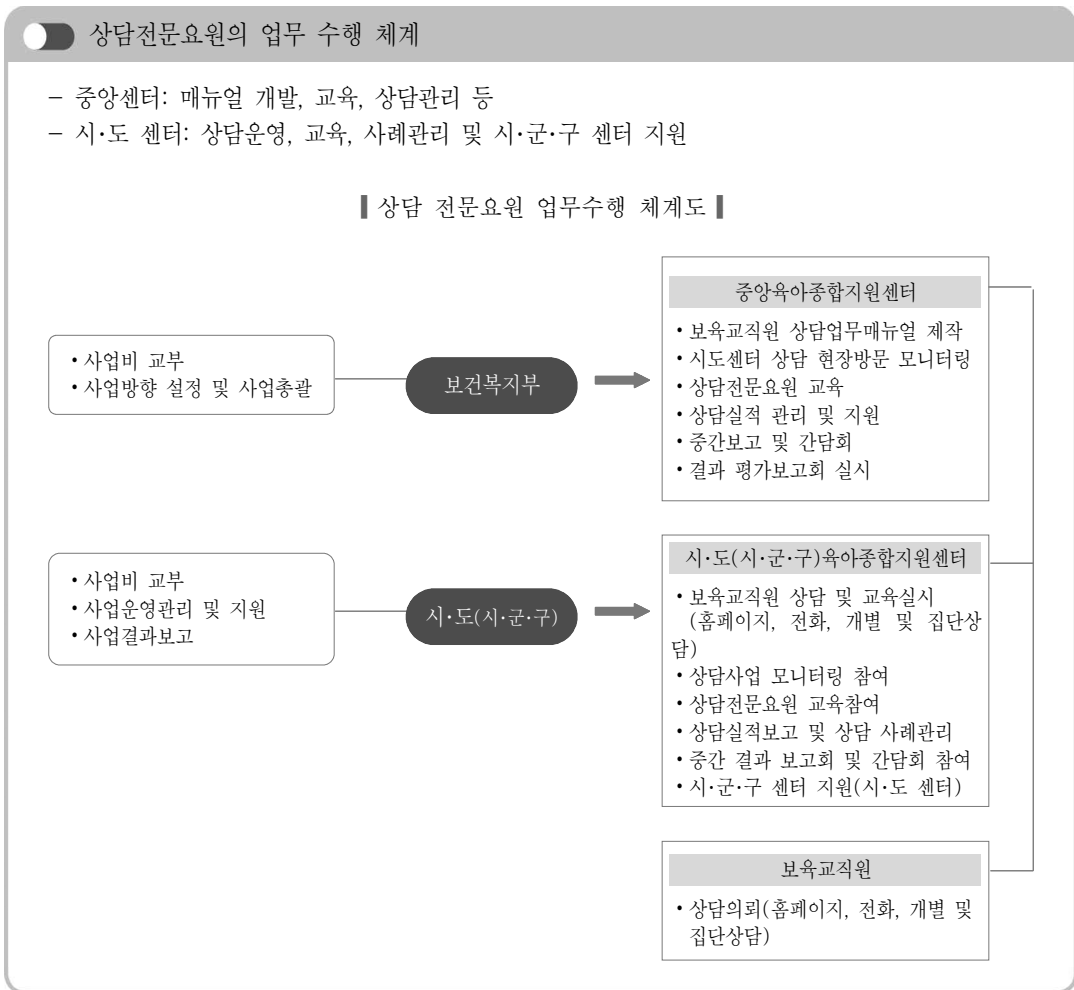 상담전문요원의 업무 수행 체계
- 중앙센터: 매뉴얼 개발, 교육, 상담관리 등
- 시·도 센터: 상담운영, 교육, 사례관리 및 시·군·구 센터 지원
상담 전문요원 업무수행 체계도
• 사업비 교부
• 사업방향 설정 및 사업총괄
보건복지부
중앙육아종합지원센터
• 보육교직원 상담업무매뉴얼 제작
• 시도센터 상담 현장방문 모니터링
• 상담전문요원 교육
• 상담실적 관리 및 지원
• 중간보고 및 간담회
• 결과 평가보고회 실시
• 사업비 교부
• 사업운영관리 및 지원
• 사업결과보고
시·도(시·군·구)
시·도(시·군·구)육아종합지원센터
• 보육교직원 상담 및 교육실시
(홈페이지, 전화, 개별 및 집단상
담)
• 상담사업 모니터링 참여
• 상담전문요원 교육참여
• 상담실적보고 및 상담 사례관리
• 중간 결과 보고회 및 간담회 참여
• 시·군·구 센터 지원(시·도 센터)
보육교직원
• 상담의뢰(홈페이지, 전화, 개별 및
집단상담)